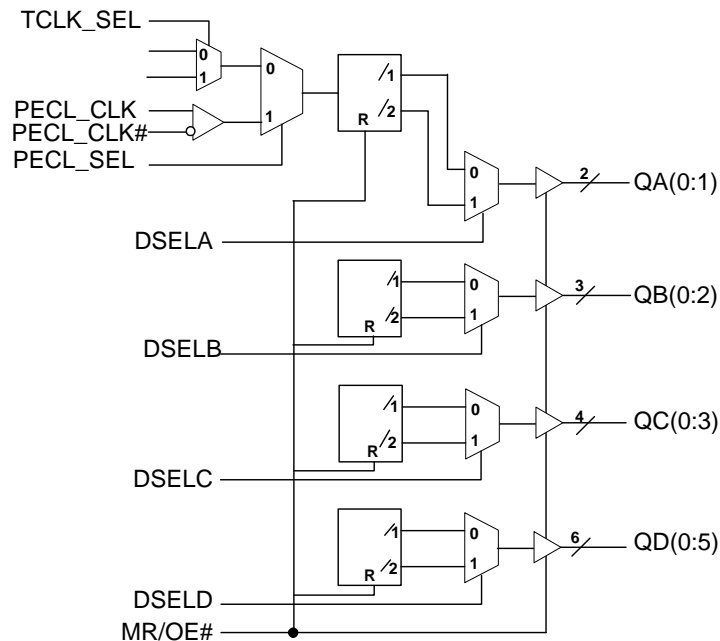 TCLK_SEL
0
1
0
1
PECL_CLK
PECL_CLK#
PECL_SEL
/1
/2
R
0
1
2
QA(0:1)
DSELA
/1
/2
R
0
1
3
QB(0:2)
DSELB
/1
/2
R
0
1
4
QC(0:3)
DSELC
/1
/2
R
0
1
6
QD(0:5)
DSELD
MR/OE#